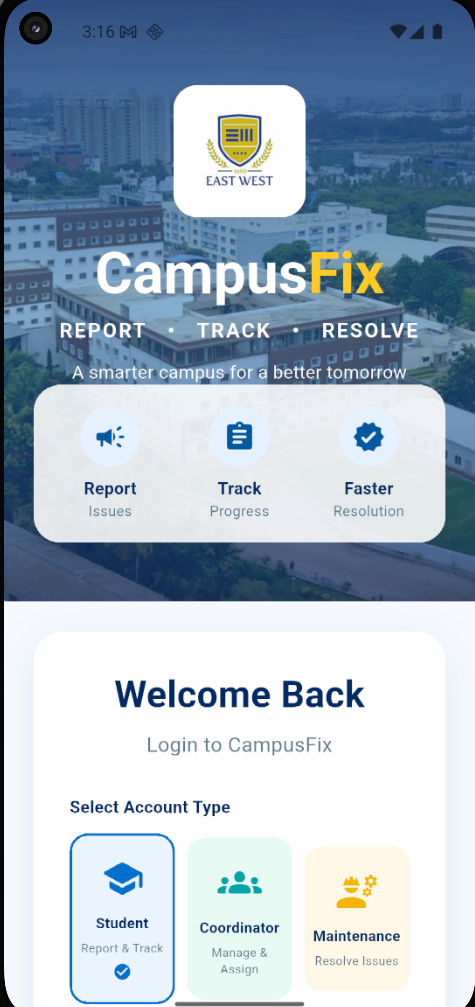 3:16
EAST WEST
CampusFix
REPORT • TRACK • RESOLVE
A smarter campus for a better tomorrow
Report Track Faster
Issues Progress Resolution
Welcome Back
Login to CampusFix
Select Account Type
Student
Report & Track
Coordinator
Manage &
Assign
Maintenance
Resolve Issues